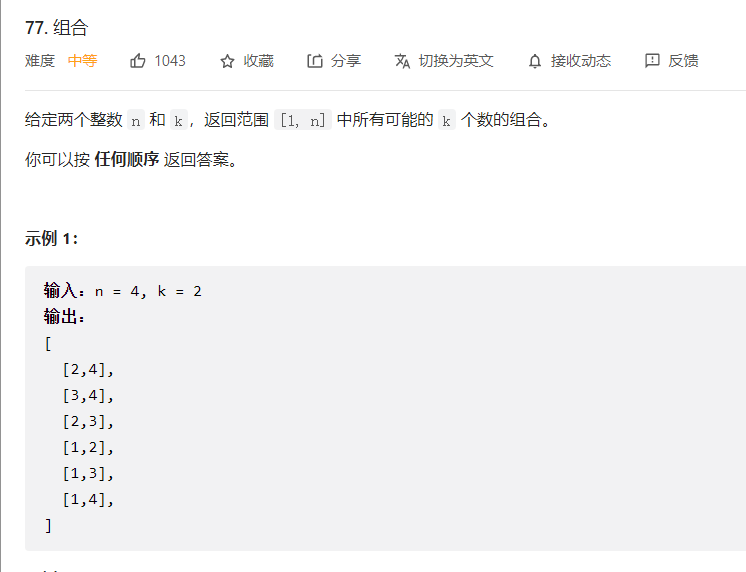 77. 组合
难度 中等 1043 收藏 分享 切换为英文 接收动态 反馈
给定两个整数 n 和 k，返回范围 [1, n] 中所有可能的 k 个数的组合。
你可以按 任何顺序 返回答案。
示例 1：
输入：n = 4, k = 2
输出：
[
  [2,4],
  [3,4],
  [2,3],
  [1,2],
  [1,3],
  [1,4],
]